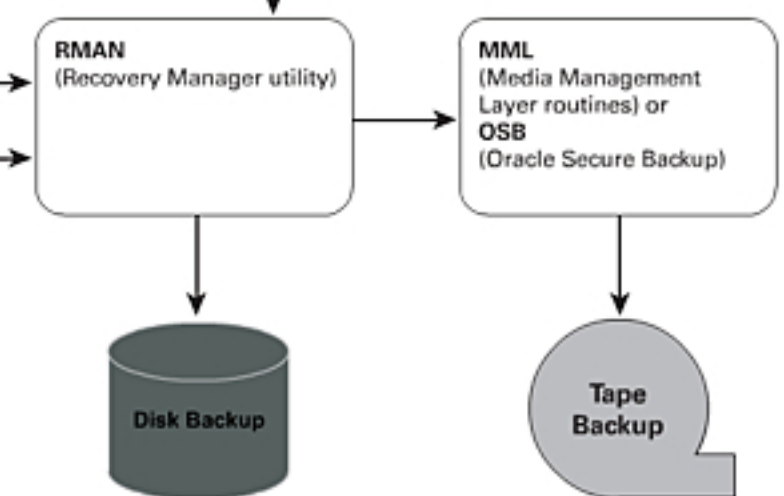 RMAN
(Recovery Manager utility)
MML
(Media Management
Layer routines) or
OSB
(Oracle Secure Backup)
Disk Backup
Tape
Backup